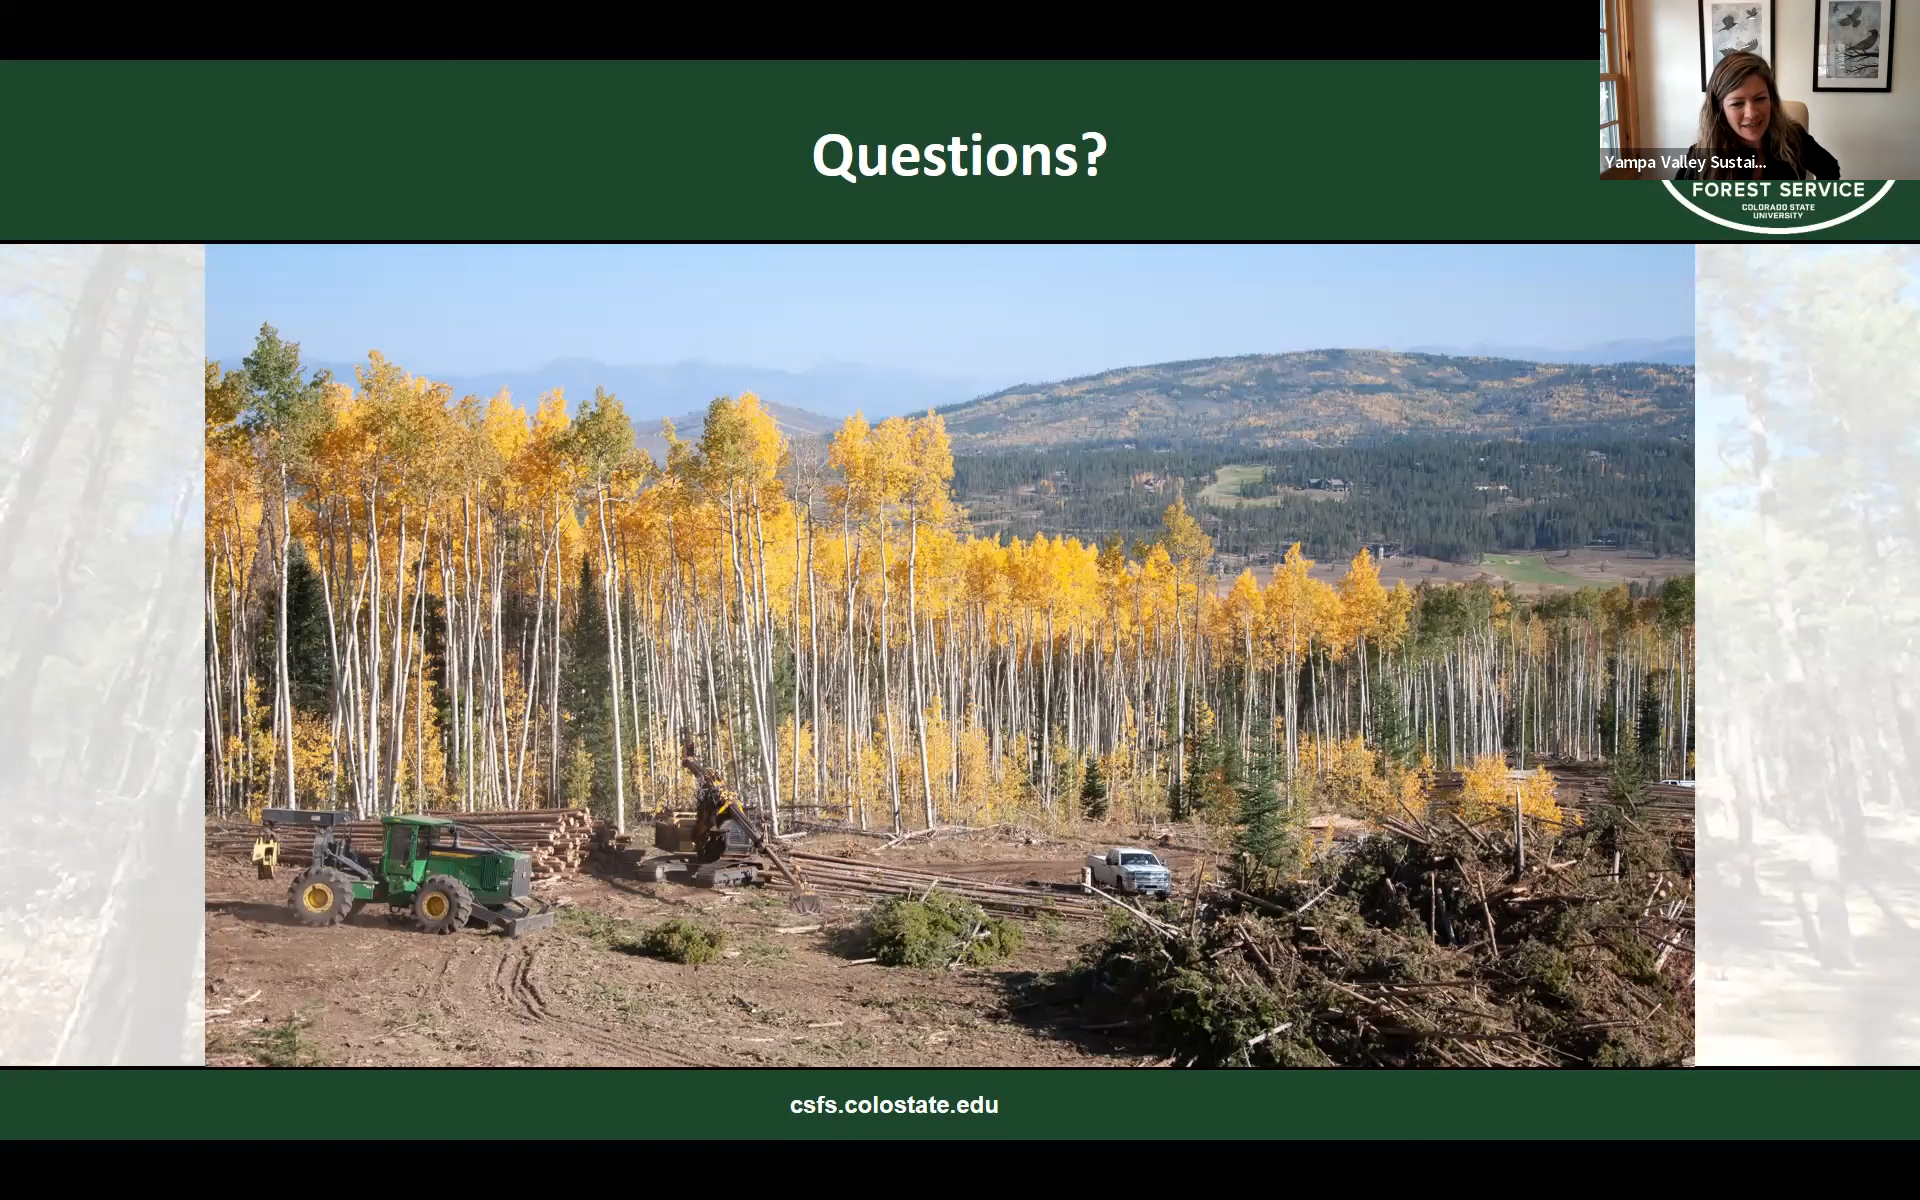 Questions?
Yampa Valley Sustai...
FOREST SERVICE
COLORADO STATE
UNIVERSITY
csfs.colostate.edu